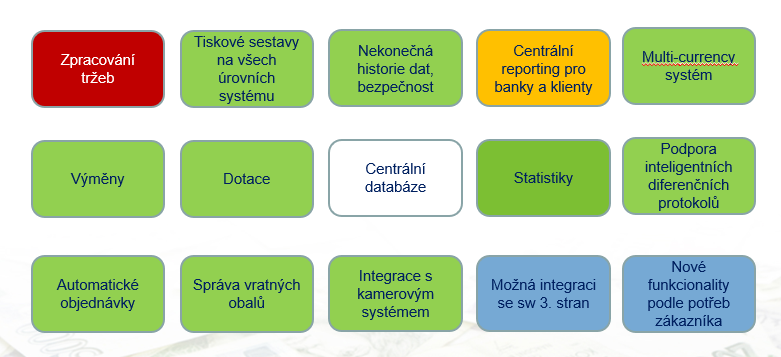 Zpracování
tržeb
Tiskové sestavy
na všech
úrovních
systému
Nekonečná
historie dat,
bezpečnost
Centrální
reporting pro
banky a klienty
Multi-currency
systém
Výměny
Dotace
Centrální
databáze
Statistiky
Podpora
inteligentních
diferenčních
protokolů
Automatické
objednávky
Správa vratných
obalů
Integrace s
kamerovým
systémem
Možná integraci
se sw 3. stran
Nové
funkcionality
podle potřeb
zákazníka